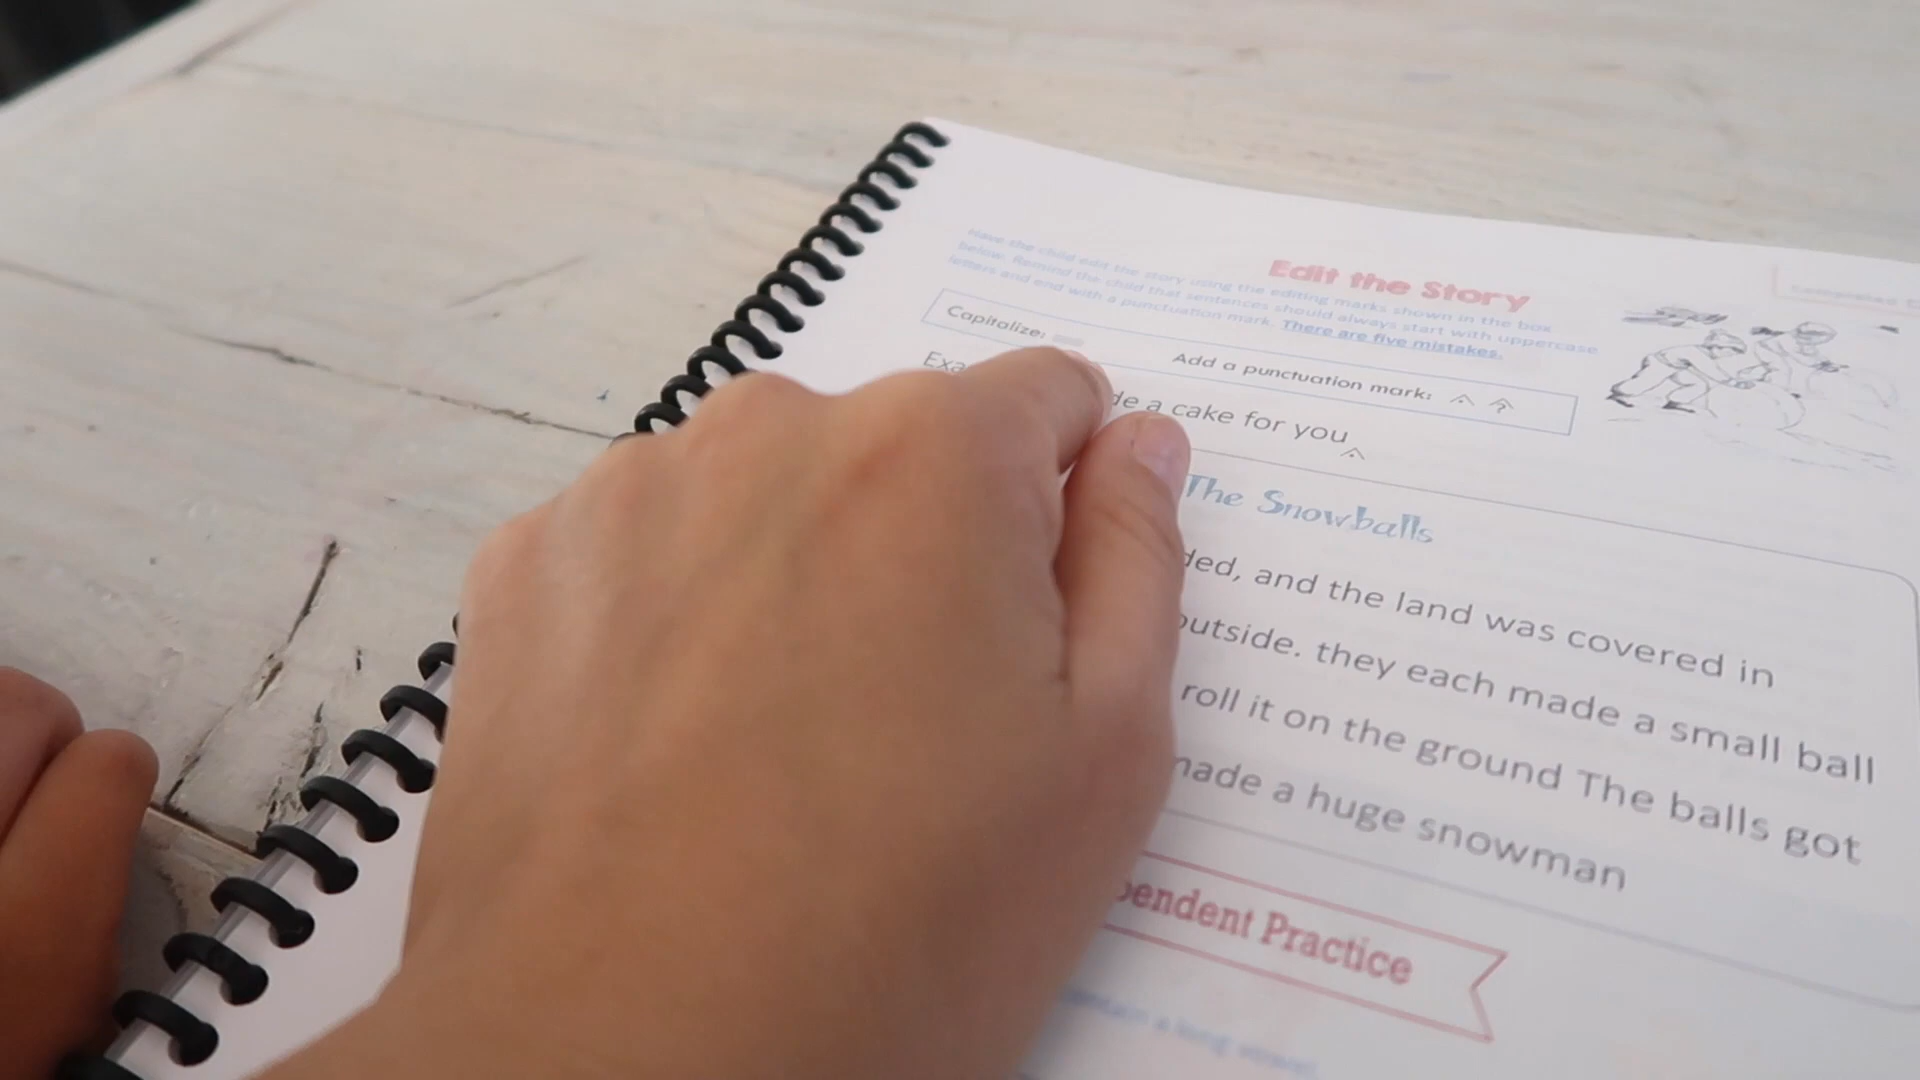 Edit the Story
Have the child edit the story using the editing marks shown in the box
below. Remind the child that sentences should always start with uppercase
letters and end with a punctuation mark. There are five mistakes.
Capitalize:
Add a punctuation mark: ^ ^
a cake for you
The Snowballs
and the land was covered in
outside. they each made a small ball
roll it on the ground The balls got
made a huge snowman
Practice
a long vowel